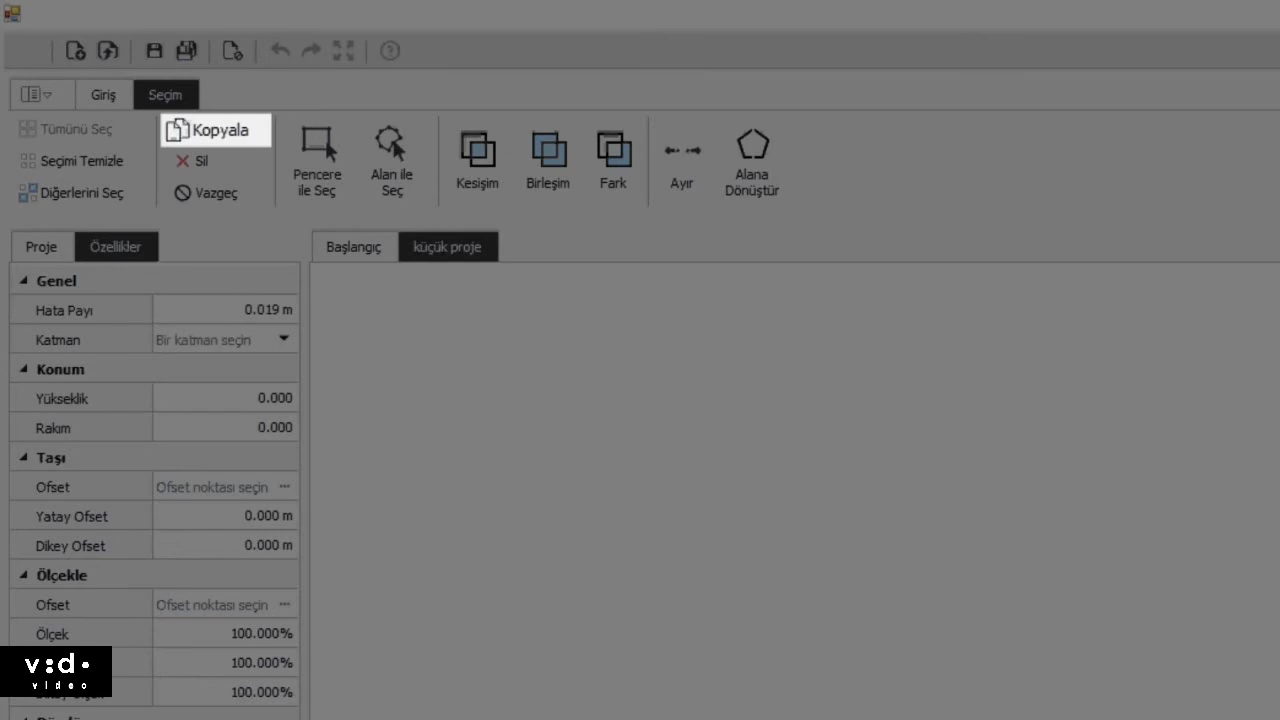 Giriş Seçim
Tümünü Seç
Seçimi Temizle
Diğerlerini Seç
Kopyala
Sil
Vazgeç
Pencere
ile Seç
Alan ile
Seç
Kesişim
Birleşim
Fark
Ayır
Alana
Dönüştür
Proje Özellikler
Başlangıç küçük proje
Genel
Hata Payı 0.019 m
Katman Bir katman seçin
Konum
Yükseklik 0.000
Rakım 0.000
Taşı
Ofset Ofset noktası seçin ...
Yatay Ofset 0.000 m
Dikey Ofset 0.000 m
Ölçekle
Ofset Ofset noktası seçin ...
Ölçek 100.000%
100.000%
100.000%
v:d•
video